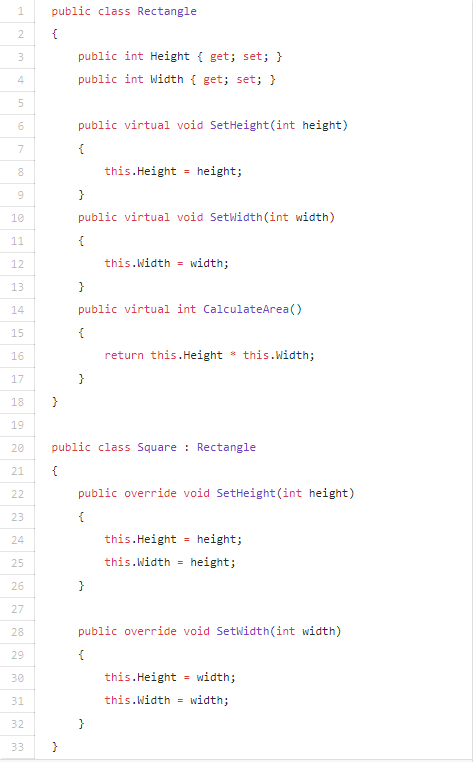 1 public class Rectangle
2 {
3     public int Height { get; set; }
4     public int Width { get; set; }
5
6     public virtual void SetHeight(int height)
7     {
8         this.Height = height;
9     }
10     public virtual void SetWidth(int width)
11     {
12         this.Width = width;
13     }
14     public virtual int CalculateArea()
15     {
16         return this.Height * this.Width;
17     }
18 }
19
20 public class Square : Rectangle
21 {
22     public override void SetHeight(int height)
23     {
24         this.Height = height;
25         this.Width = height;
26     }
27
28     public override void SetWidth(int width)
29     {
30         this.Height = width;
31         this.Width = width;
32     }
33 }